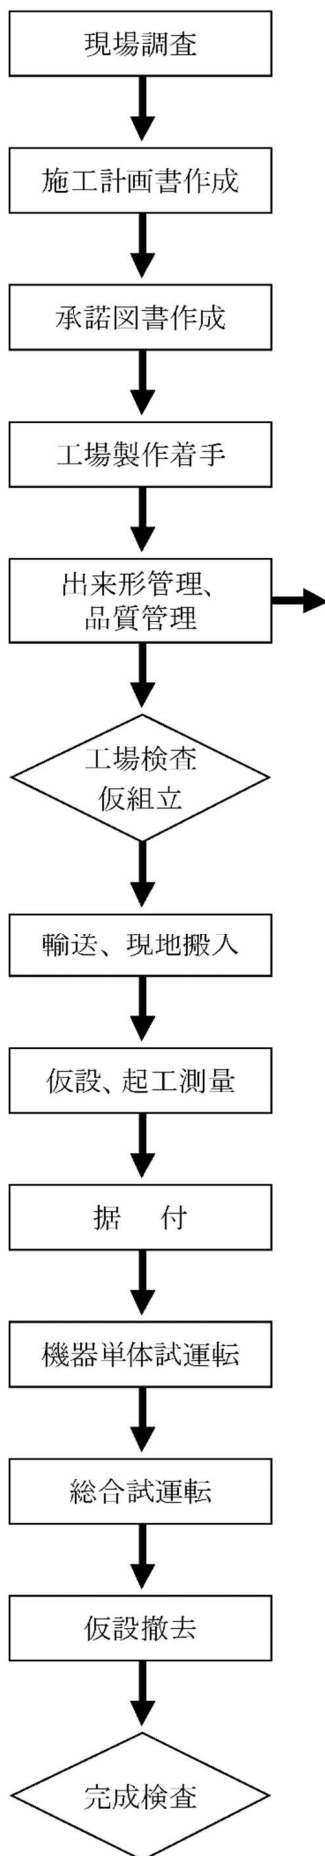 現場調査
施工計画書作成
承諾図書作成
工場製作着手
出来形管理、
品質管理
工場検査
仮組立
輸送、現地搬入
仮設、起工測量
据　付
機器単体試運転
総合試運転
仮設撤去
完成検査